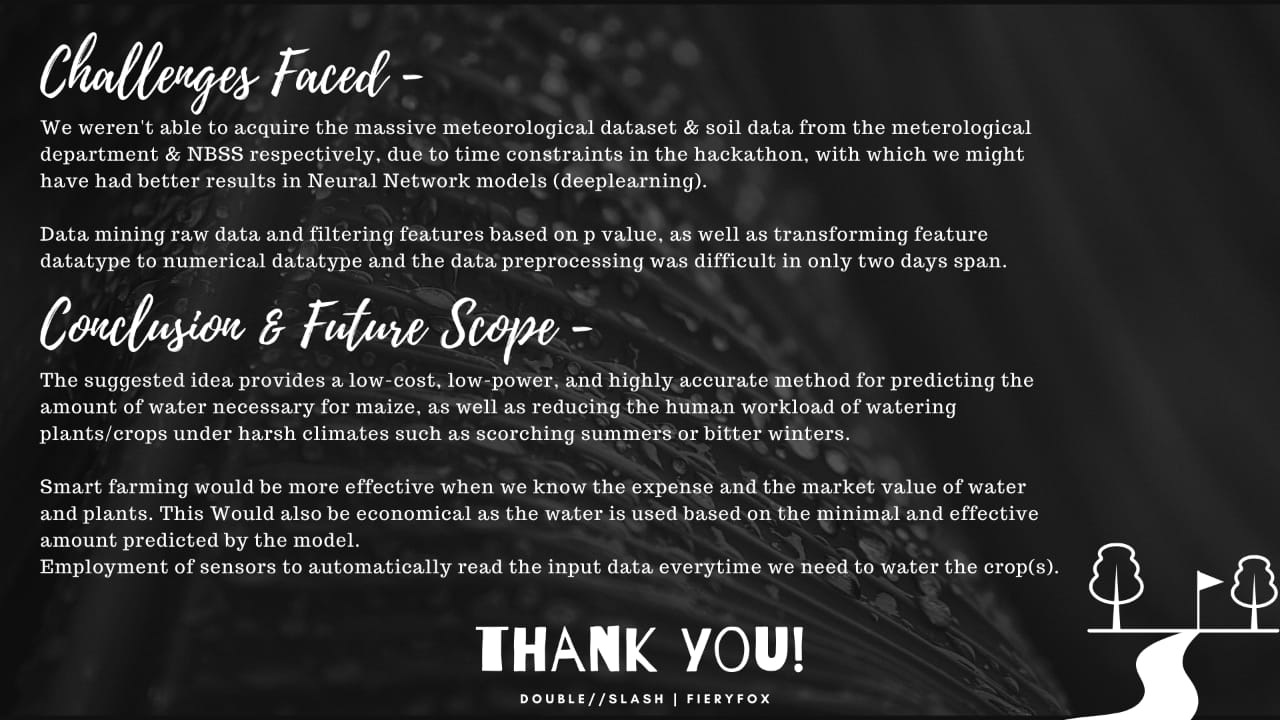 Challenges Faced -
We weren't able to acquire the massive meteorological dataset & soil data from the meterological
department & NBSS respectively, due to time constraints in the hackathon, with which we might
have had better results in Neural Network models (deeplearning).
Data mining raw data and filtering features based on p value, as well as transforming feature
datatype to numerical datatype and the data preprocessing was difficult in only two days span.
Conclusion & Future Scope -
The suggested idea provides a low-cost, low-power, and highly accurate method for predicting the
amount of water necessary for maize, as well as reducing the human workload of watering
plants/crops under harsh climates such as scorching summers or bitter winters.
Smart farming would be more effective when we know the expense and the market value of water
and plants. This Would also be economical as the water is used based on the minimal and effective
amount predicted by the model.
Employment of sensors to automatically read the input data everytime we need to water the crop(s).
THANK YOU!
DOUBLE//SLASH | FIERYFOX